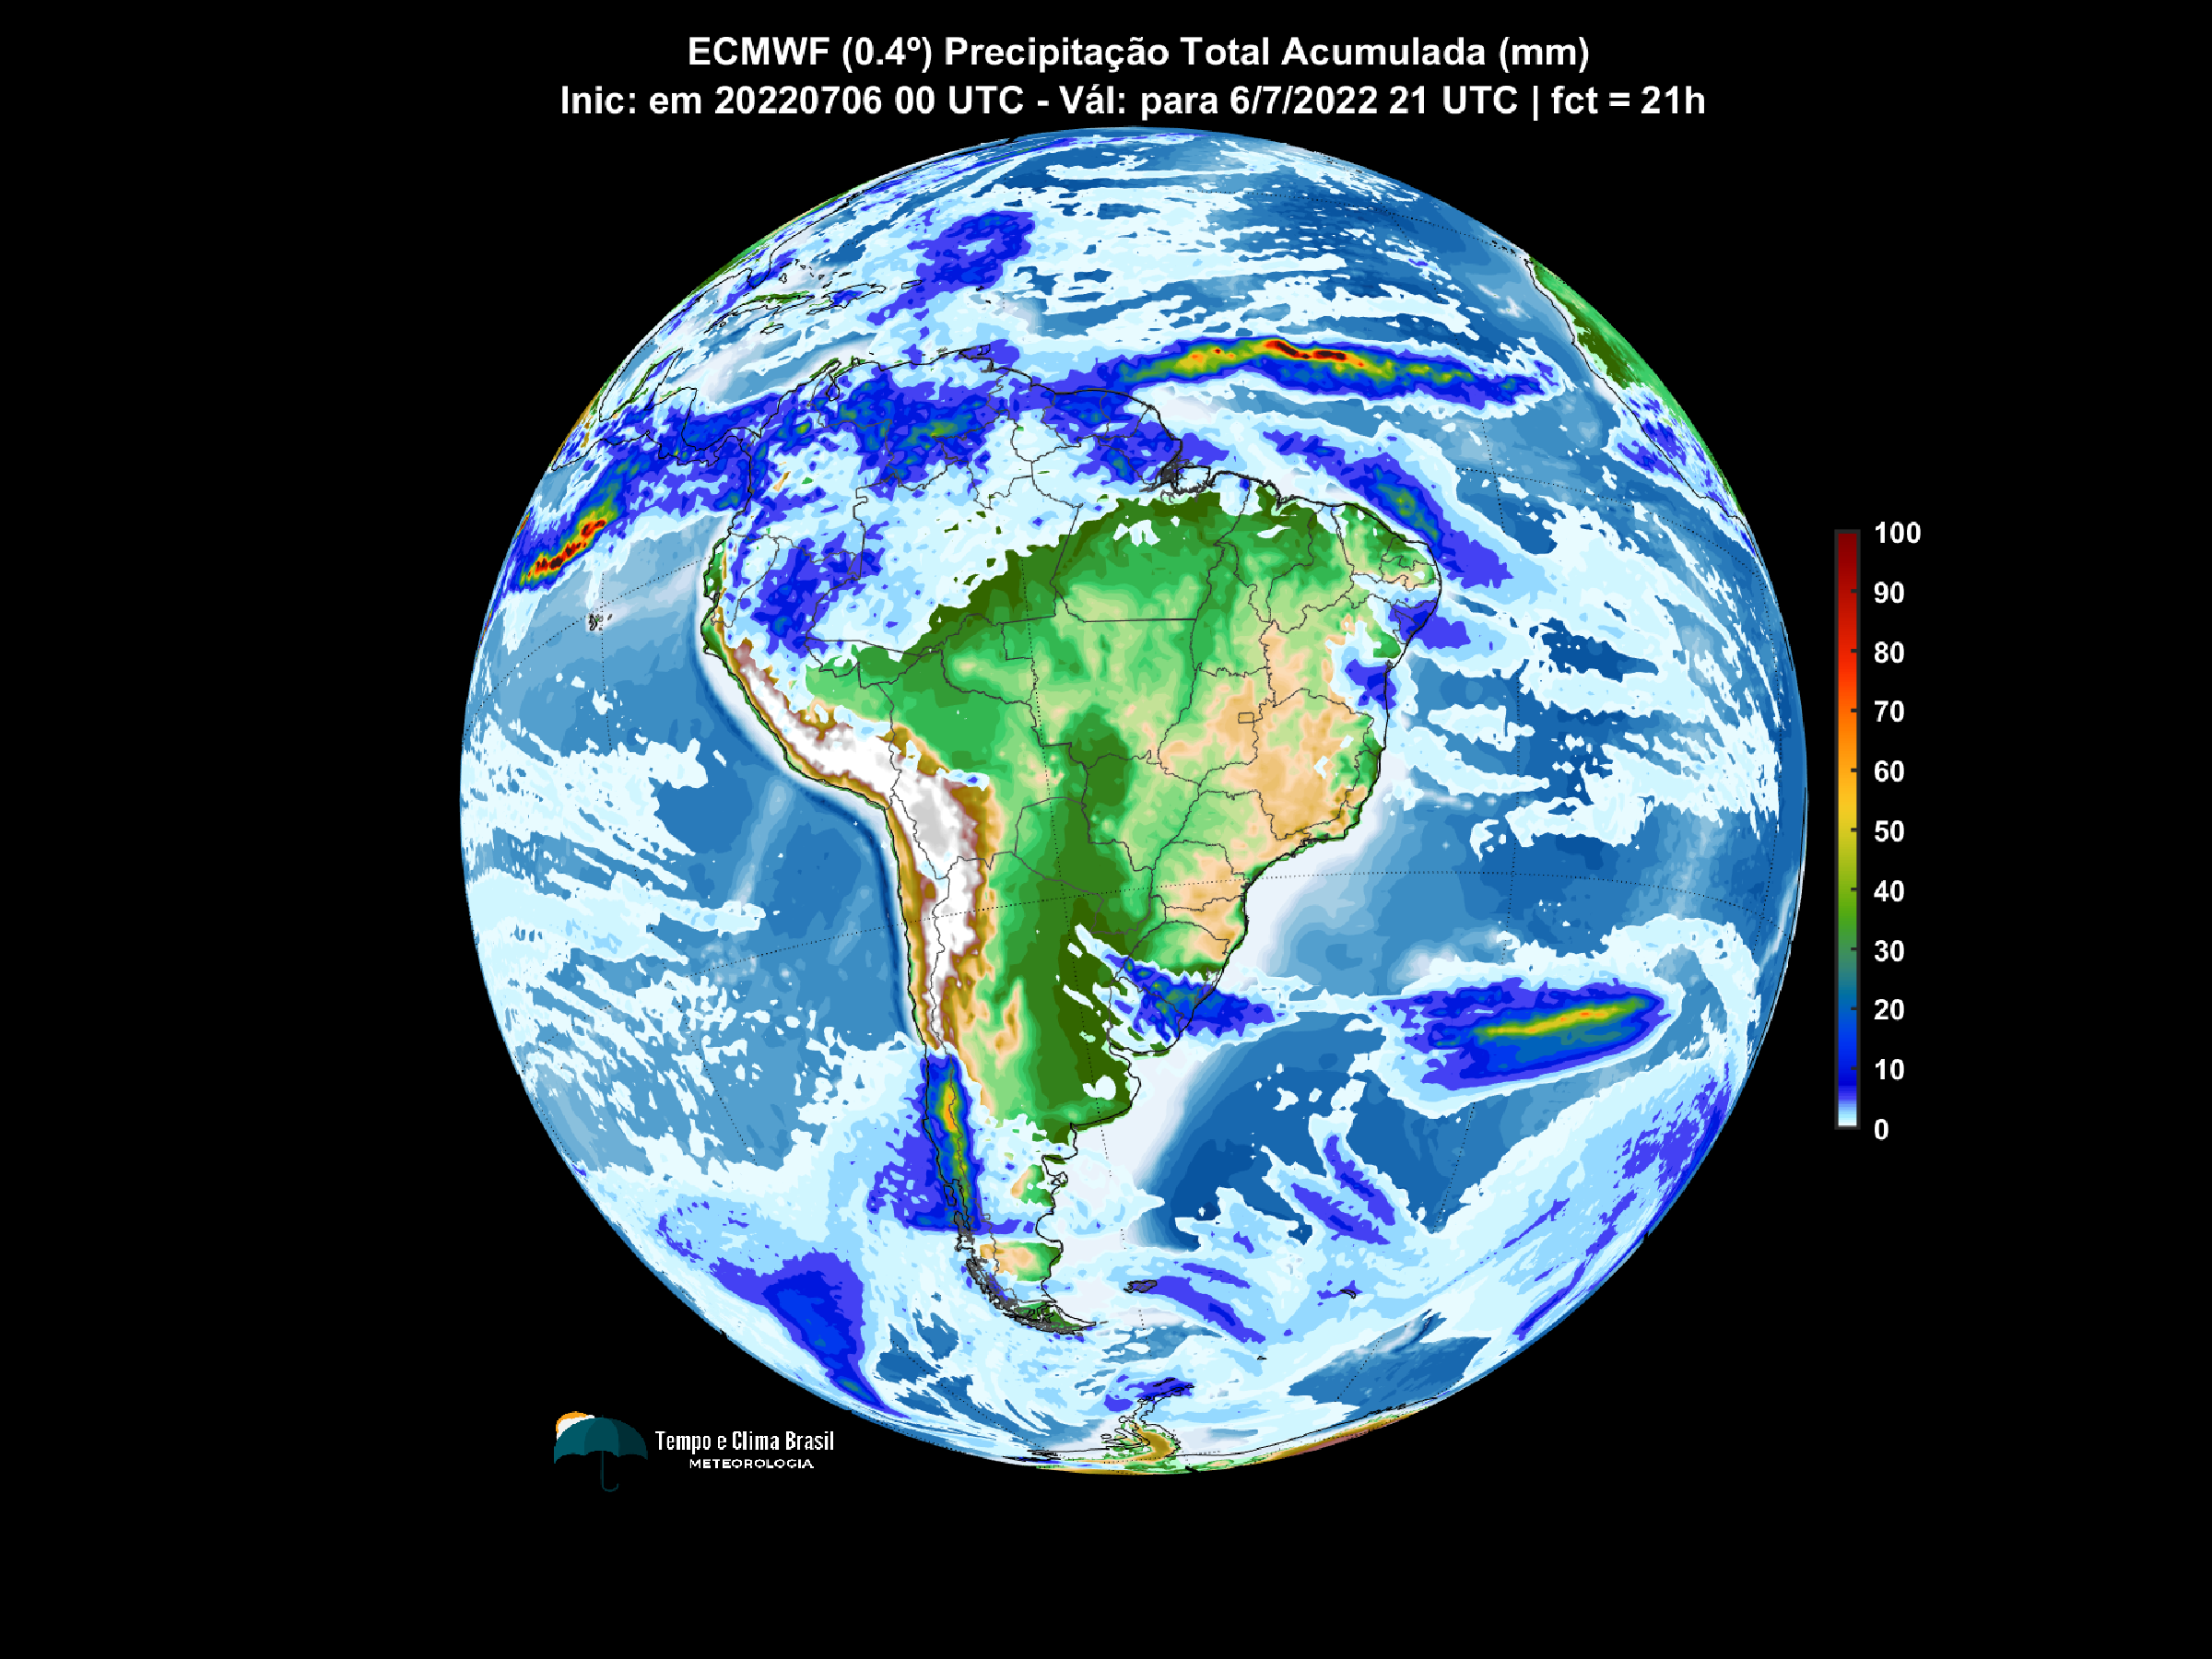 ECMWF (0.4º) Precipitação Total Acumulada (mm)
Inic: em 20220706 00 UTC - Vál: para 6/7/2022 21 UTC | fct = 21h
100
90
80
70
60
50
40
30
20
10
0
Tempo e Clima Brasil
METEOROLOGIA